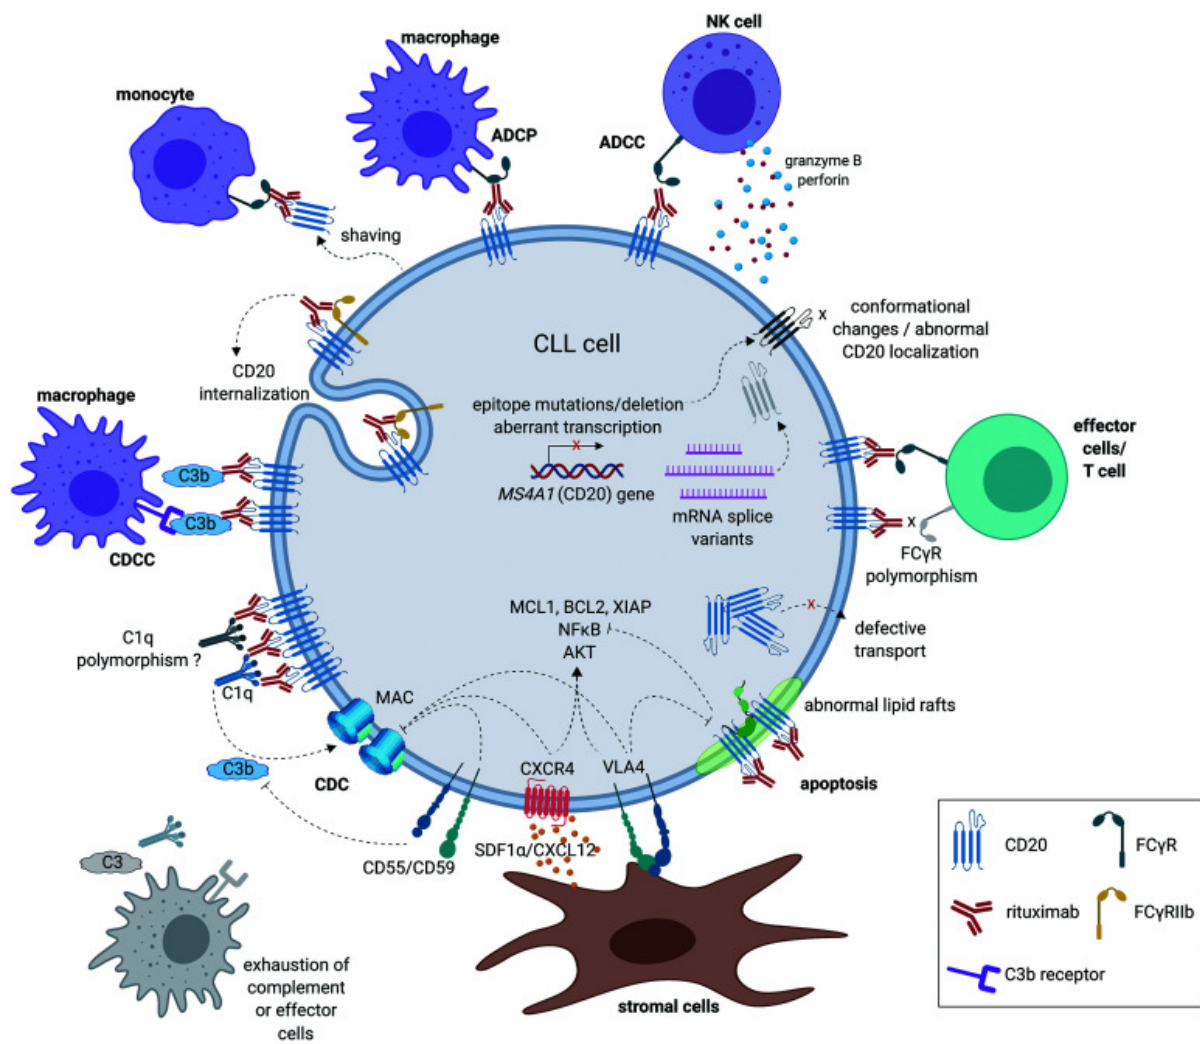 NK cell
macrophage
monocyte
ADCP
ADCC
granzyme B
perforin
shaving
conformational
changes / abnormal
CD20 localization
x
CLL cell
CD20
internalization
macrophage
epitope mutations/deletion
aberrant transcription
x
MS4A1 (CD20) gene
mRNA splice
variants
effector
cells/
T cell
C3b
C3b
CDCC
x
FCγR
polymorphism
MCL1, BCL2, XIAP
NFκB
AKT
x
defective
transport
C1q
polymorphism ?
C1q
MAC
abnormal lipid rafts
C3b
CDC
CXCR4
VLA4
apoptosis
CD55/CD59
SDF1α/CXCL12
C3
exhaustion of
complement
or effector
cells
stromal cells
CD20
FCγR
rituximab
FCγRIIb
C3b receptor